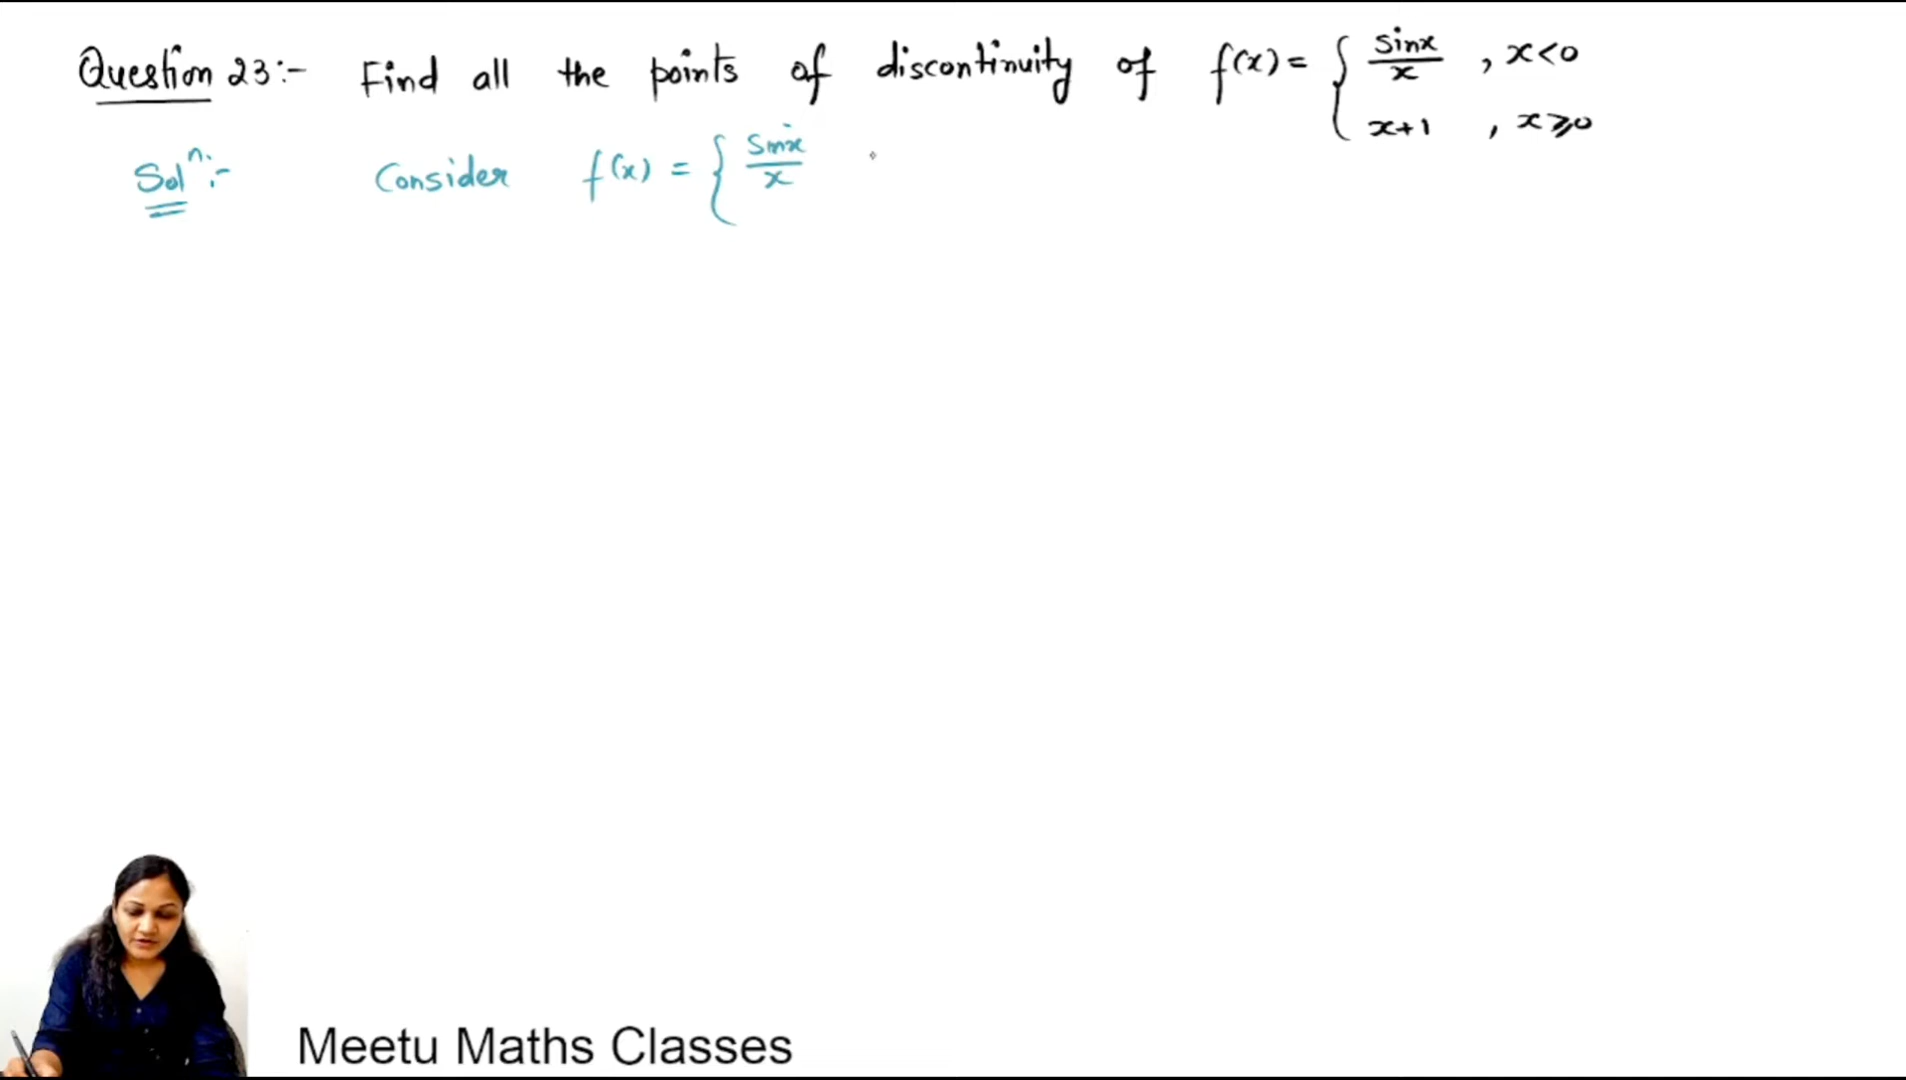 Question 23:- Find all the points of discontinuity of f(x) = { sinx/x , x<0
x+1 , x⩾0
Solⁿ:- Consider f(x) = { sinx/x
Meetu Maths Classes